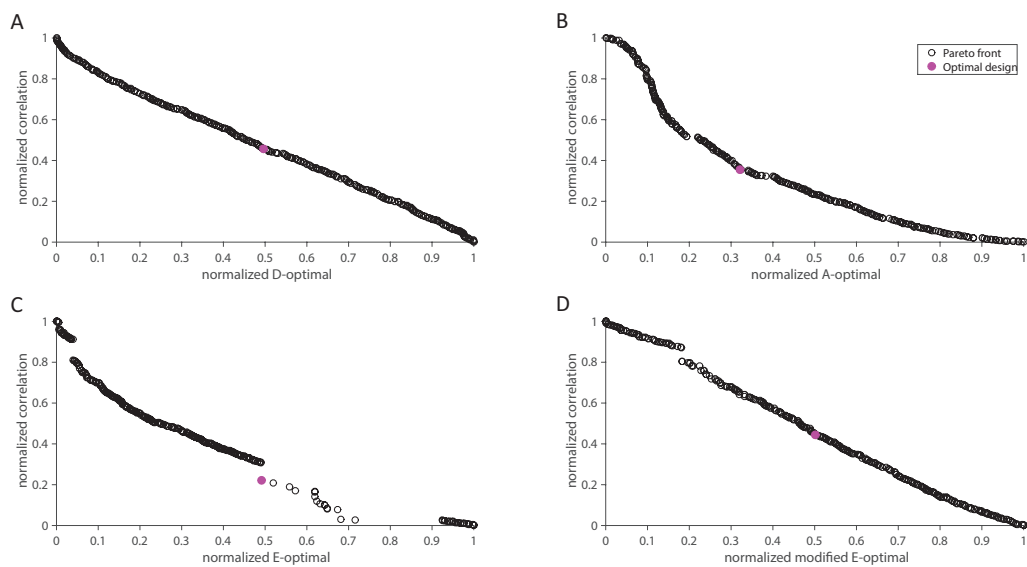 A
1
0.8
0.6
0.4
0.2
0
normalized correlation
0 0.1 0.2 0.3 0.4 0.5 0.6 0.7 0.8 0.9 1
normalized D-optimal
B
1
0.8
0.6
0.4
0.2
0
normalized correlation
Pareto front
Optimal design
0 0.1 0.2 0.3 0.4 0.5 0.6 0.7 0.8 0.9 1
normalized A-optimal
C
1
0.8
0.6
0.4
0.2
0
normalized correlation
0 0.1 0.2 0.3 0.4 0.5 0.6 0.7 0.8 0.9 1
normalized E-optimal
D
1
0.8
0.6
0.4
0.2
0
normalized correlation
0 0.1 0.2 0.3 0.4 0.5 0.6 0.7 0.8 0.9 1
normalized modified E-optimal